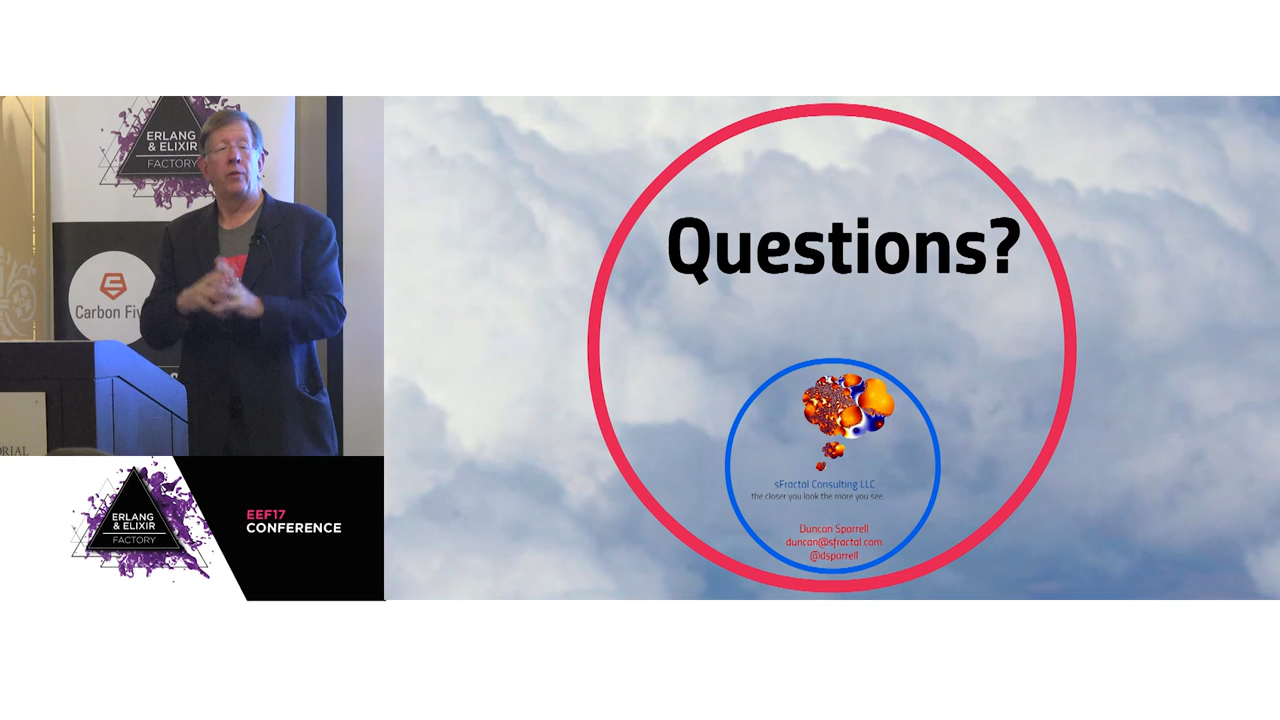 ERLANG
& ELIXIR
FACTORY
Carbon Fiv
ORIAL
ERLANG
& ELIXIR
FACTORY
EEF17
CONFERENCE
Questions?
sFractal Consulting LLC
the closer you look the more you see.
Duncan Sparrell
duncan@sfractal.com
@dsparrell